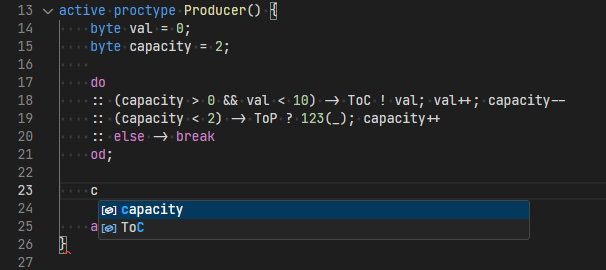 13 active proctype Producer() {
14 byte val = 0;
15 byte capacity = 2;
16
17 do
18 :: (capacity > 0 && val < 10) -> ToC ! val; val++; capacity--
19 :: (capacity < 2) -> ToP ? 123(_); capacity++
20 :: else -> break
21 od;
22
23 c
capacity
24 ToC
25 a
26 }
27